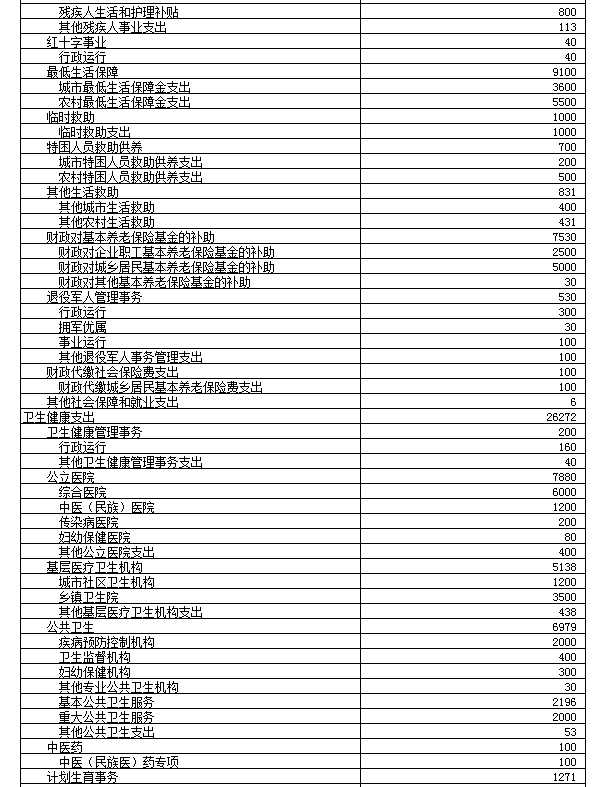 残疾人生活和护理补贴 800
其他残疾人事业支出 113
红十字事业 40
行政运行 40
最低生活保障 9100
城市最低生活保障金支出 3600
农村最低生活保障金支出 5500
临时救助 1000
临时救助支出 1000
特困人员救助供养 700
城市特困人员救助供养支出 200
农村特困人员救助供养支出 500
其他生活救助 831
其他城市生活救助 400
其他农村生活救助 431
财政对基本养老保险基金的补助 7530
财政对企业职工基本养老保险基金的补助 2500
财政对城乡居民基本养老保险基金的补助 5000
财政对其他基本养老保险基金的补助 30
退役军人管理事务 530
行政运行 300
拥军优属 30
事业运行 100
其他退役军人事务管理支出 100
财政代缴社会保险费支出 100
财政代缴城乡居民基本养老保险费支出 100
其他社会保障和就业支出 6
卫生健康支出 26272
卫生健康管理事务 200
行政运行 160
其他卫生健康管理事务支出 40
公立医院 7880
综合医院 6000
中医（民族）医院 1200
传染病医院 200
妇幼保健医院 80
其他公立医院支出 400
基层医疗卫生机构 5138
城市社区卫生机构 1200
乡镇卫生院 3500
其他基层医疗卫生机构支出 438
公共卫生 6979
疾病预防控制机构 2000
卫生监督机构 400
妇幼保健机构 300
其他专业公共卫生机构 30
基本公共卫生服务 2196
重大公共卫生服务 2000
其他公共卫生支出 53
中医药 100
中医（民族医）药专项 100
计划生育事务 1271